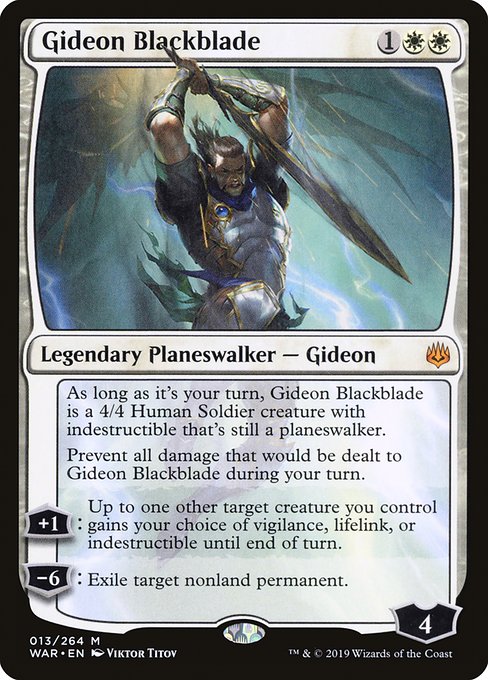 Gideon Blackblade 1
Legendary Planeswalker — Gideon
As long as it's your turn, Gideon Blackblade
is a 4/4 Human Soldier creature with
indestructible that's still a planeswalker.
Prevent all damage that would be dealt to
Gideon Blackblade during your turn.
Up to one other target creature you control
+1 : gains your choice of vigilance, lifelink, or
indestructible until end of turn.
-6 : Exile target nonland permanent.
4
013/264 M
WAR • EN Viktor Titov
™ & © 2019 Wizards of the Coast